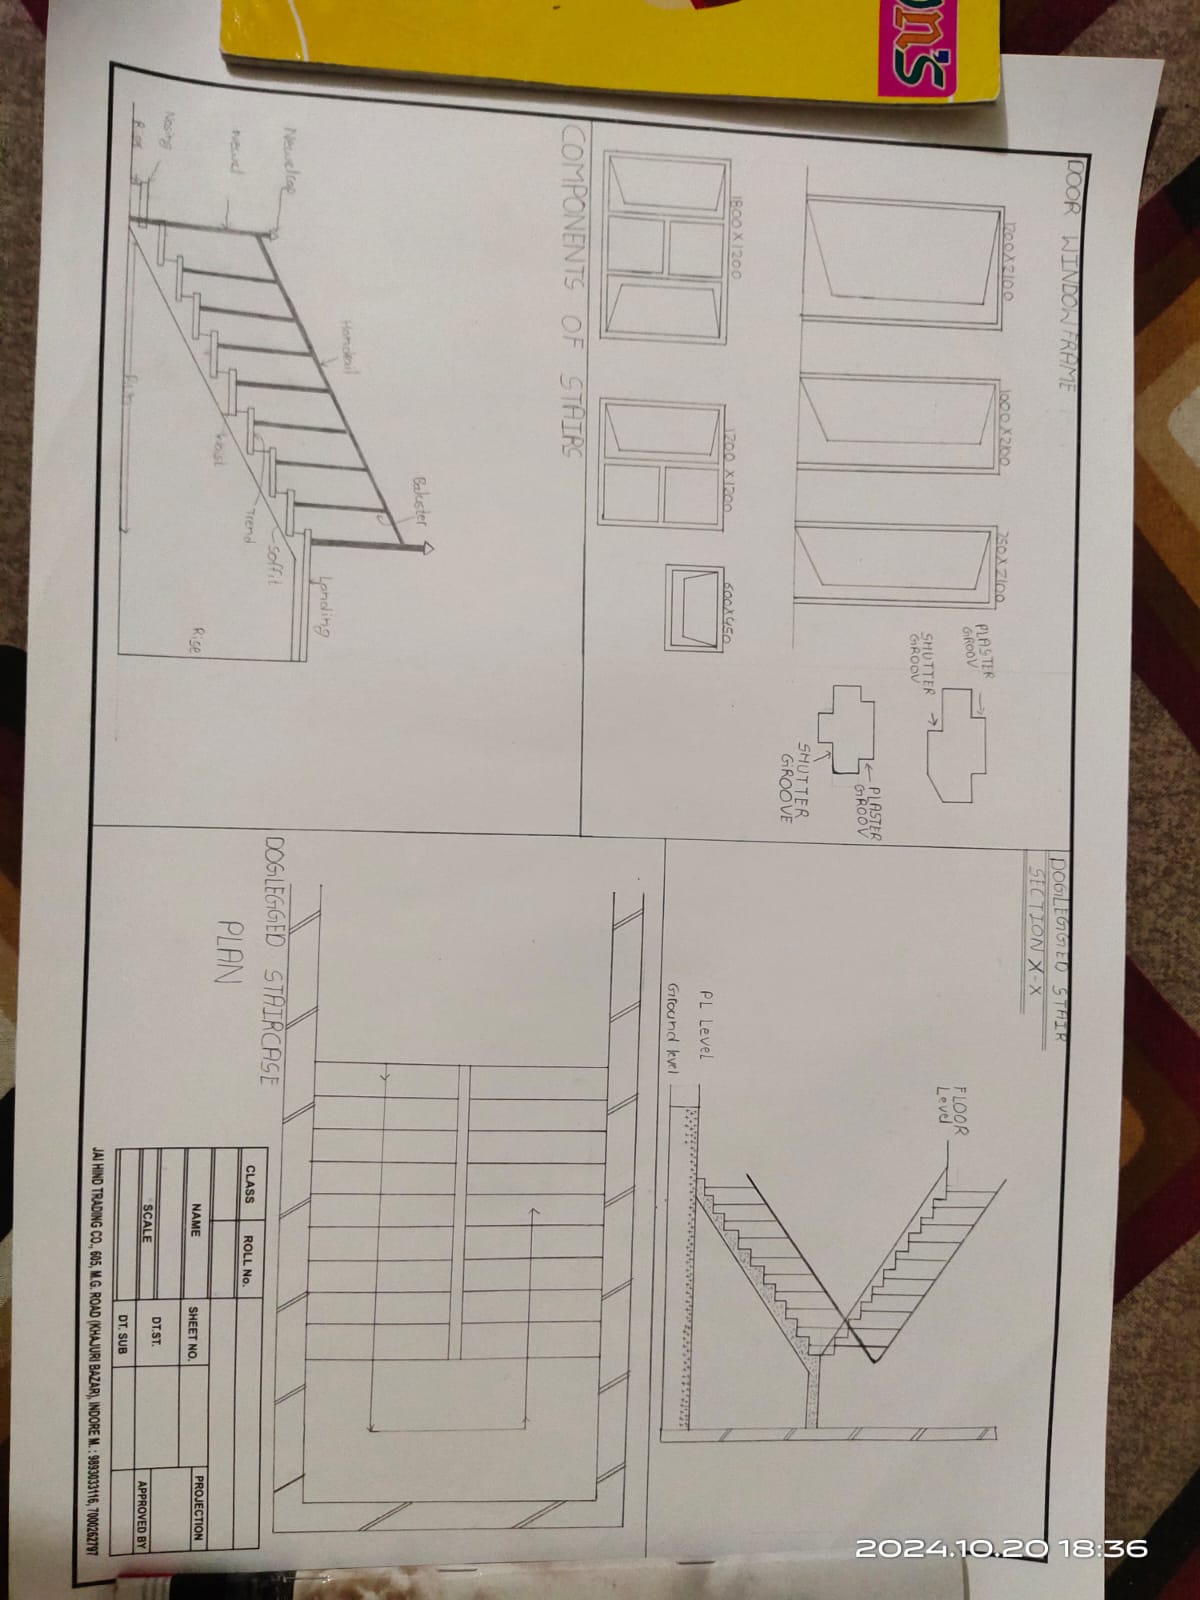 DOOR WINDOW FRAME
1200X2100
1000X2100
750X2100
PLASTER
GROOV
SHUTTER
GROOV
PLASTER
GROOV
SHUTTER
GROOVE
1800X1200
1200 X1200
600X450
DOGLEGGED STAIR
SECTION X-X
FLOOR
Level
PL Level
Ground level
COMPONENTS OF STAIRS
Baluster
Handrail
Landing
Newelcap
Soffit
Trend
Newel
Waist
Rise
Nosing
Rise
Run
DOGLEGGED STAIRCASE
PLAN
CLASS
ROLL No.
NAME
SHEET NO.
PROJECTION
SCALE
DT.ST.
APPROVED BY
DT. SUB
JAI HIND TRADING CO., 605, M.G. ROAD (KHAJURI BAZAR), INDORE M. : 9893033116, 7000262797
on's
2024.10.20 18:36